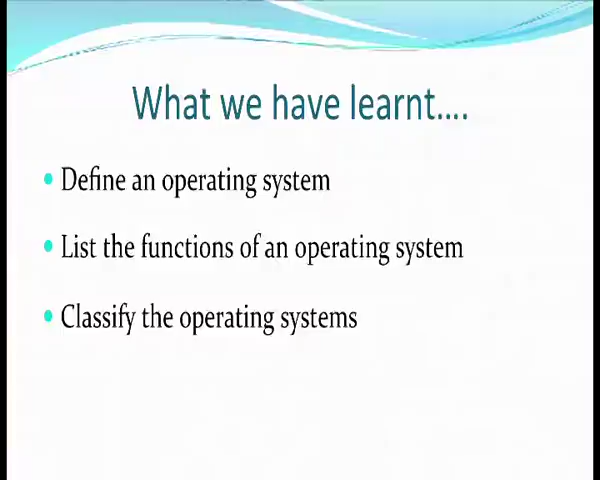 What we have learnt....
• Define an operating system
• List the functions of an operating system
• Classify the operating systems